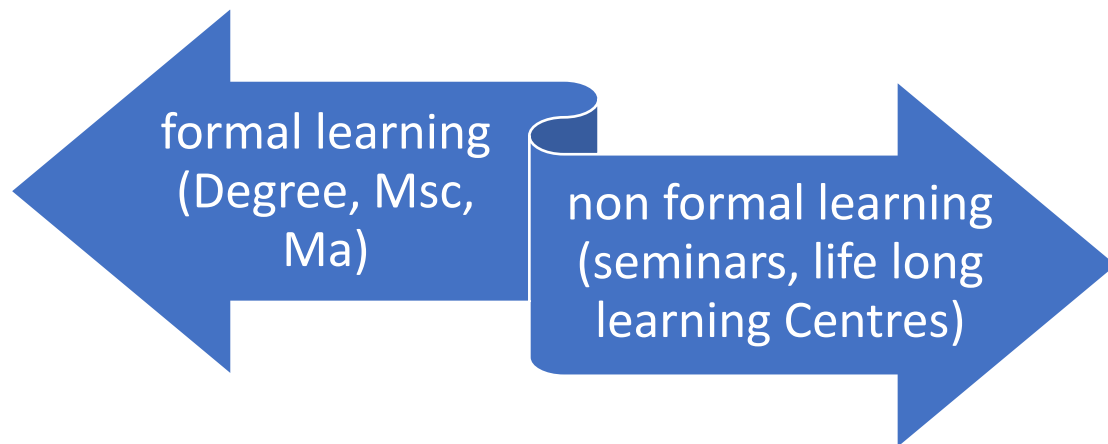 formal learning
(Degree, Msc,
Ma)
non formal learning
(seminars, life long
learning Centres)